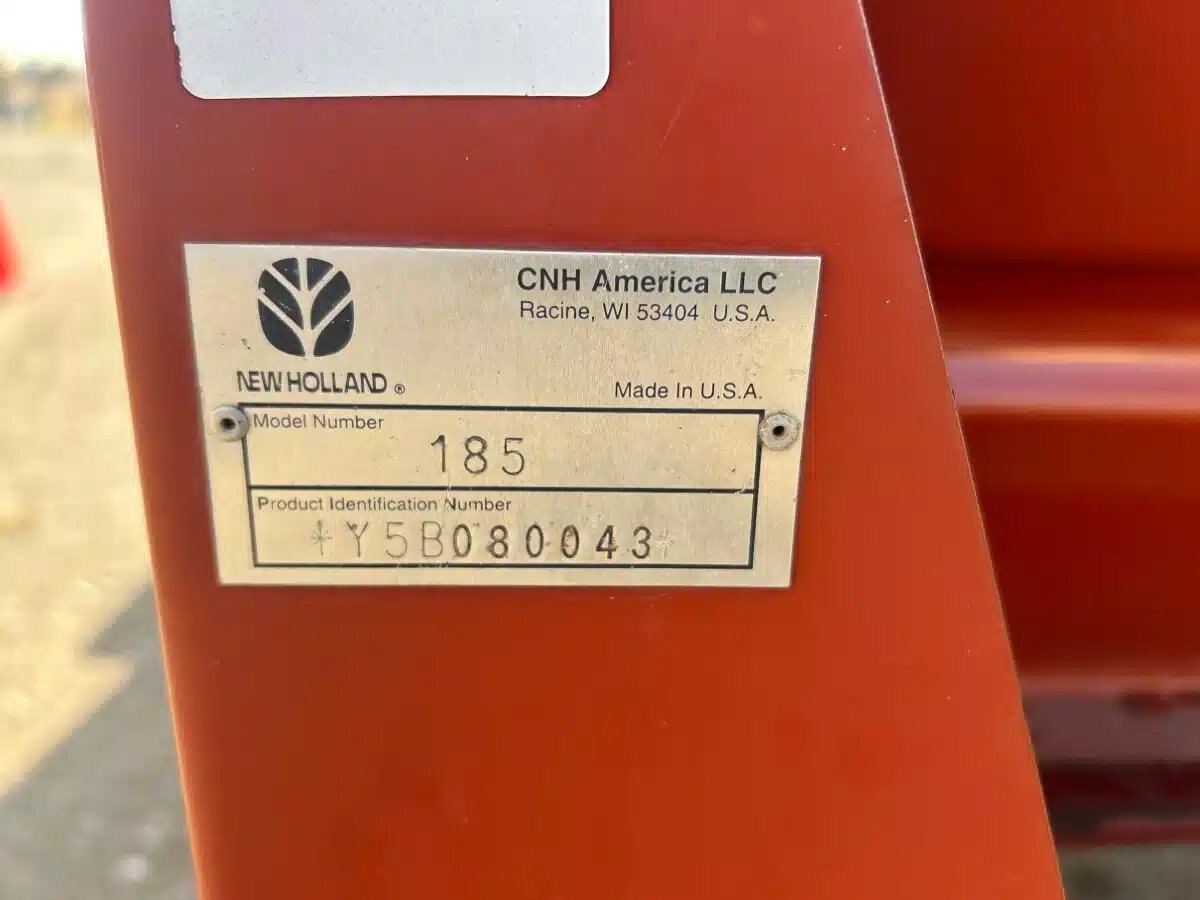 CNH America LLC
Racine, WI 53404 U.S.A.
NEW HOLLAND ®
Made In U.S.A.
Model Number
185
Product Identification Number
*Y5B080043*